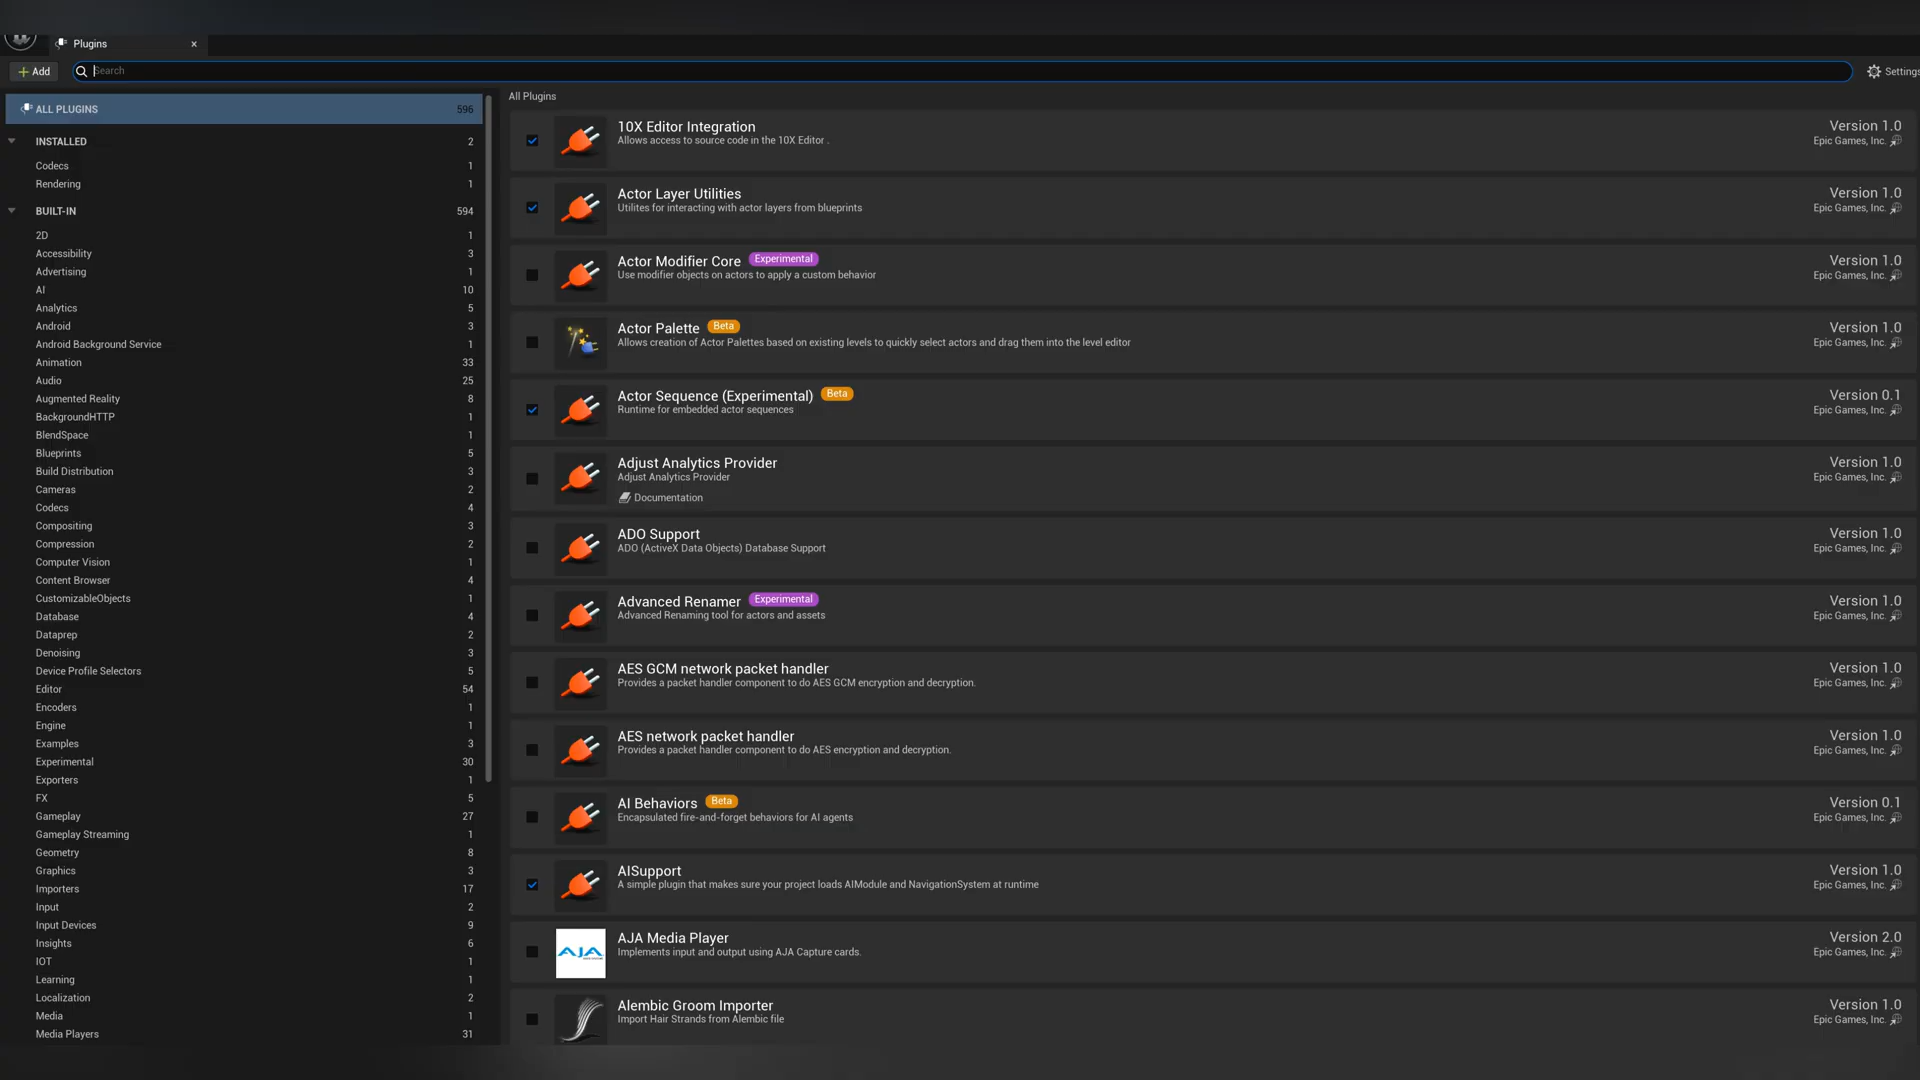 Plugins
Add
Search
Settings
ALL PLUGINS 596
INSTALLED 2
Codecs 1
Rendering 1
BUILT-IN 594
2D 1
Accessibility 3
Advertising 1
AI 10
Analytics 5
Android 3
Android Background Service 1
Animation 33
Audio 25
Augmented Reality 8
BackgroundHTTP 1
BlendSpace 1
Blueprints 5
Build Distribution 3
Cameras 2
Codecs 4
Compositing 3
Compression 2
Computer Vision 1
Content Browser 4
CustomizableObjects 1
Database 4
Dataprep 2
Denoising 3
Device Profile Selectors 5
Editor 54
Encoders 1
Engine 1
Examples 3
Experimental 30
Exporters 1
FX 5
Gameplay 27
Gameplay Streaming 1
Geometry 8
Graphics 3
Importers 17
Input 2
Input Devices 9
Insights 6
IOT 1
Learning 1
Localization 2
Media 1
Media Players 31
All Plugins
10X Editor Integration Version 1.0
Allows access to source code in the 10X Editor . Epic Games, Inc.
Actor Layer Utilities Version 1.0
Utilites for interacting with actor layers from blueprints Epic Games, Inc.
Actor Modifier Core Experimental Version 1.0
Use modifier objects on actors to apply a custom behavior Epic Games, Inc.
Actor Palette Beta Version 1.0
Allows creation of Actor Palettes based on existing levels to quickly select actors and drag them into the level editor Epic Games, Inc.
Actor Sequence (Experimental) Beta Version 0.1
Runtime for embedded actor sequences Epic Games, Inc.
Adjust Analytics Provider Version 1.0
Adjust Analytics Provider Epic Games, Inc.
Documentation
ADO Support Version 1.0
ADO (ActiveX Data Objects) Database Support Epic Games, Inc.
Advanced Renamer Experimental Version 1.0
Advanced Renaming tool for actors and assets Epic Games, Inc.
AES GCM network packet handler Version 1.0
Provides a packet handler component to do AES GCM encryption and decryption. Epic Games, Inc.
AES network packet handler Version 1.0
Provides a packet handler component to do AES encryption and decryption. Epic Games, Inc.
AI Behaviors Beta Version 0.1
Encapsulated fire-and-forget behaviors for AI agents Epic Games, Inc.
AISupport Version 1.0
A simple plugin that makes sure your project loads AIModule and NavigationSystem at runtime Epic Games, Inc.
AJA
AJA Media Player Version 2.0
Implements input and output using AJA Capture cards. Epic Games, Inc.
Alembic Groom Importer Version 1.0
Import Hair Strands from Alembic file Epic Games, Inc.